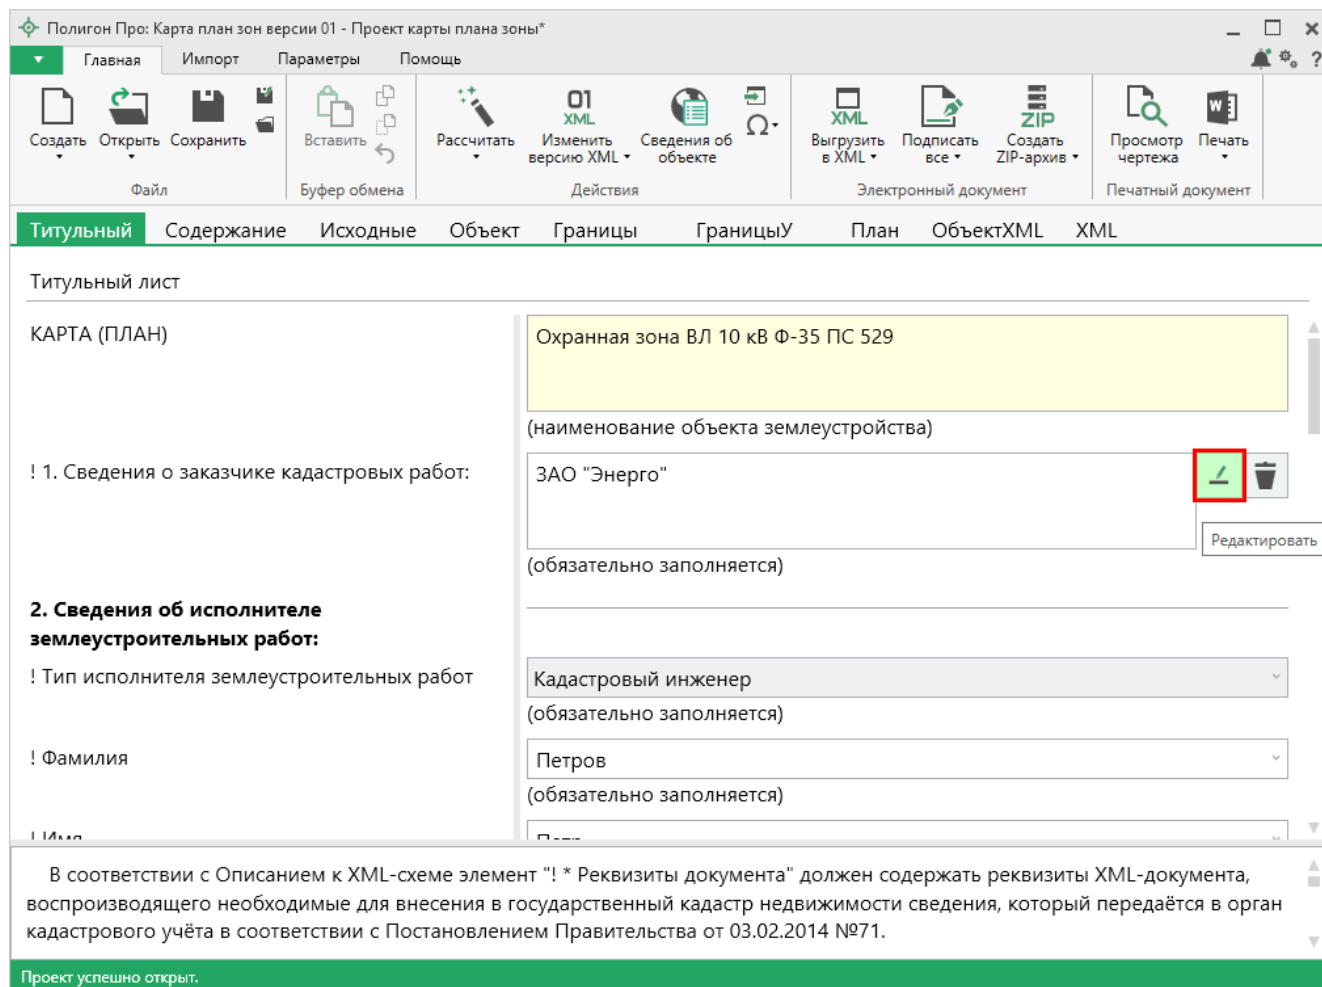 Полигон Про: Карта план зон версии 01 - Проект карты плана зоны*
Главная Импорт Параметры Помощь
?
Создать Открыть Сохранить
Файл
Вставить
Буфер обмена
Рассчитать
01 XML
Изменить версию XML
Сведения об объекте
Ω
Действия
XML
Выгрузить в XML
Подписать все
ZIP
Создать ZIP-архив
Электронный документ
Просмотр чертежа
W
Печать
Печатный документ
Титульный Содержание Исходные Объект Границы ГраницыУ План ОбъектXML XML
Титульный лист
КАРТА (ПЛАН)
Охранная зона ВЛ 10 кВ Ф-35 ПС 529
(наименование объекта землеустройства)
! 1. Сведения о заказчике кадастровых работ:
ЗАО "Энерго"
Редактировать
(обязательно заполняется)
2. Сведения об исполнителе
землеустроительных работ:
! Тип исполнителя землеустроительных работ
Кадастровый инженер
(обязательно заполняется)
! Фамилия
Петров
(обязательно заполняется)
! Имя
Петр
В соответствии с Описанием к XML-схеме элемент "! * Реквизиты документа" должен содержать реквизиты XML-документа,
воспроизводящего необходимые для внесения в государственный кадастр недвижимости сведения, который передаётся в орган
кадастрового учёта в соответствии с Постановлением Правительства от 03.02.2014 №71.
Проект успешно открыт.